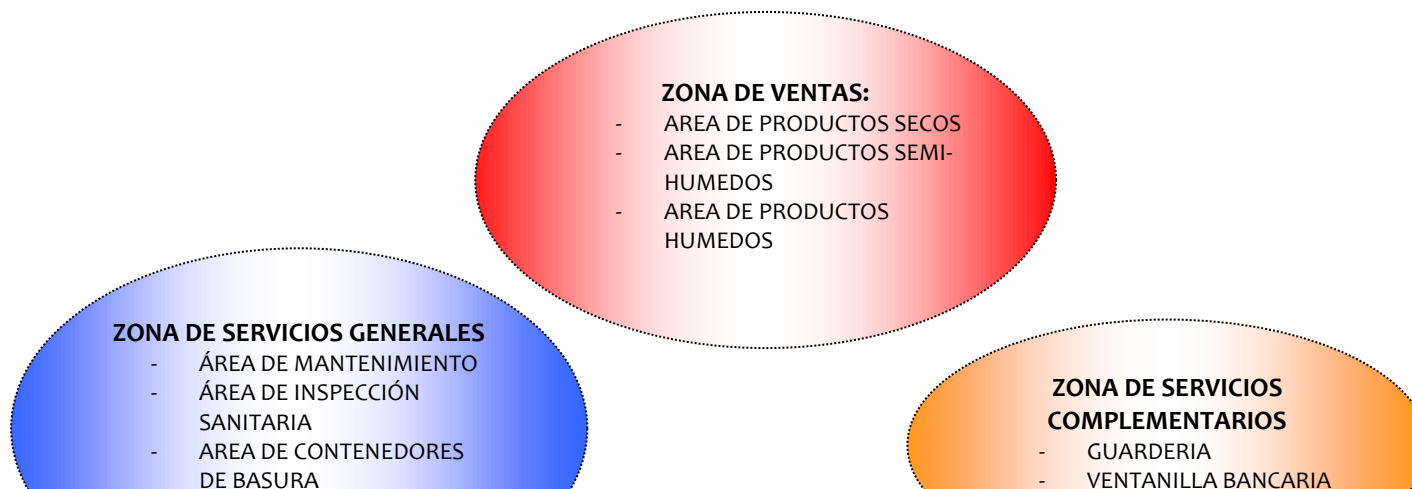 ZONA DE VENTAS:
- AREA DE PRODUCTOS SECOS
- AREA DE PRODUCTOS SEMI-
HUMEDOS
- AREA DE PRODUCTOS
HUMEDOS
ZONA DE SERVICIOS GENERALES
- ÁREA DE MANTENIMIENTO
- ÁREA DE INSPECCIÓN
SANITARIA
- AREA DE CONTENEDORES
DE BASURA
ZONA DE SERVICIOS
COMPLEMENTARIOS
- GUARDERIA
- VENTANILLA BANCARIA